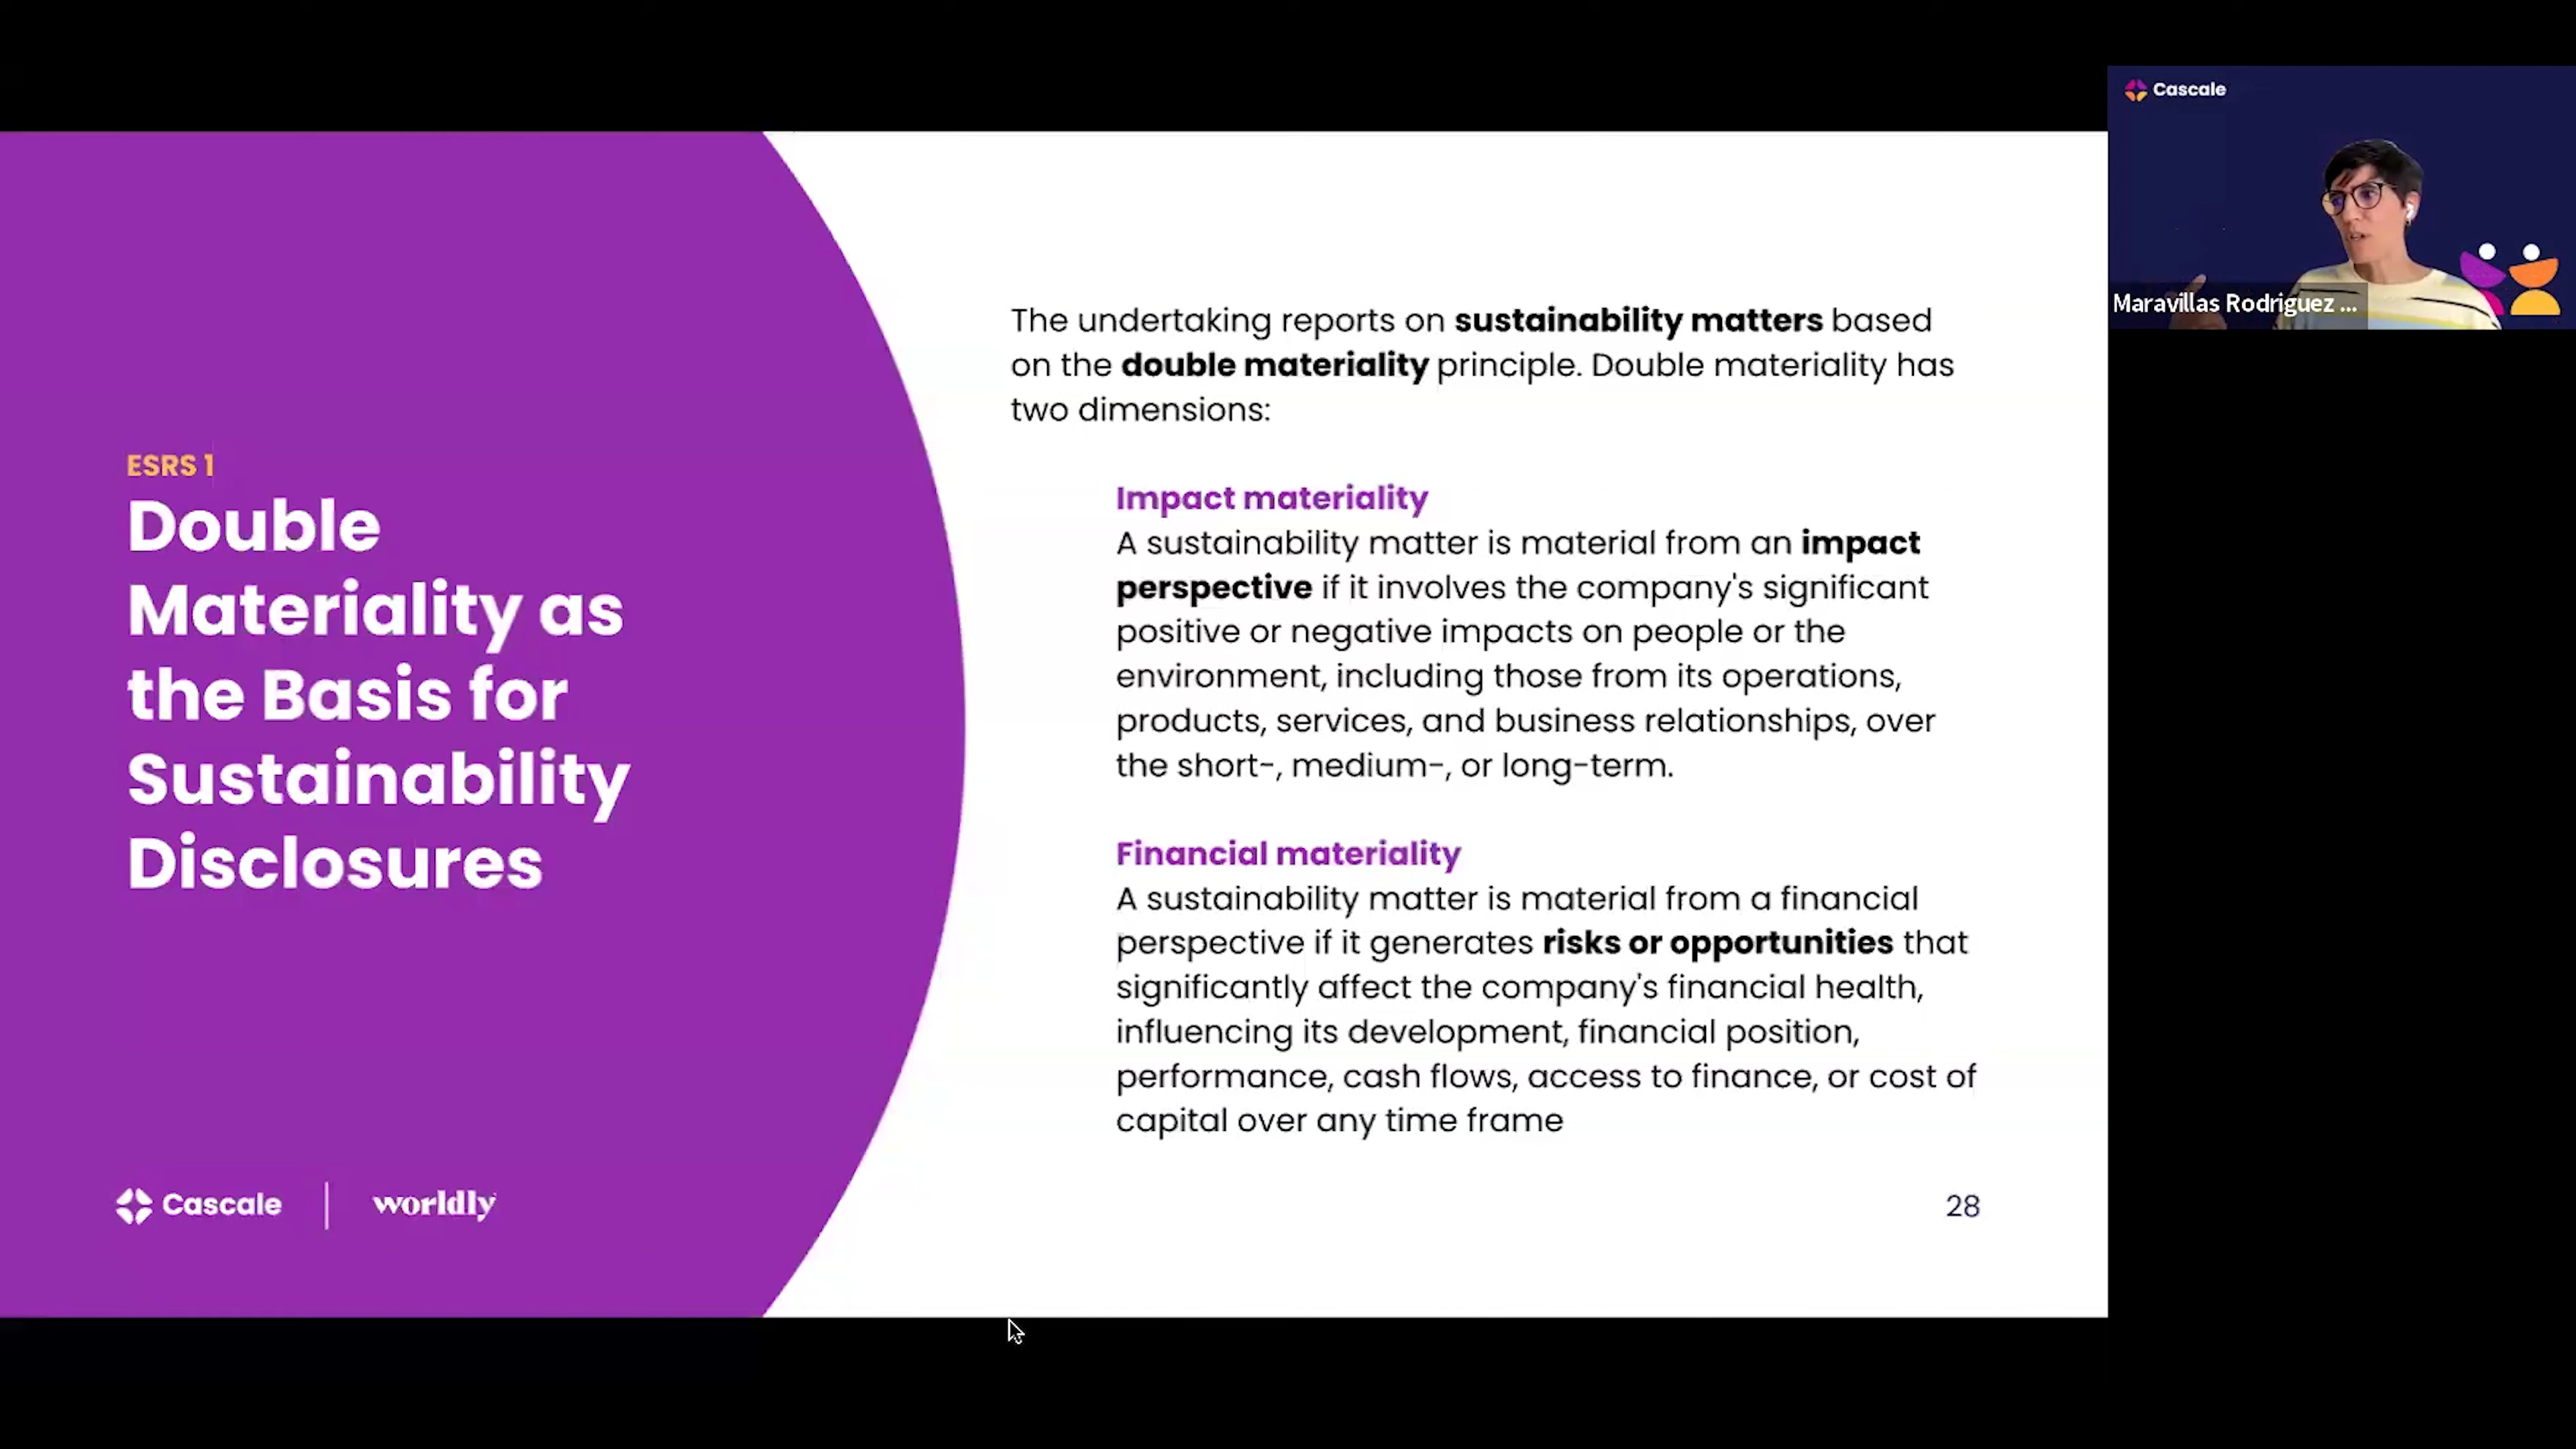 ESRS 1
Double
Materiality as
the Basis for
Sustainability
Disclosures
Cascale
worldly
The undertaking reports on sustainability matters based
on the double materiality principle. Double materiality has
two dimensions:
Impact materiality
A sustainability matter is material from an impact
perspective if it involves the company's significant
positive or negative impacts on people or the
environment, including those from its operations,
products, services, and business relationships, over
the short-, medium-, or long-term.
Financial materiality
A sustainability matter is material from a financial
perspective if it generates risks or opportunities that
significantly affect the company's financial health,
influencing its development, financial position,
performance, cash flows, access to finance, or cost of
capital over any time frame
28
Cascale
Maravillas Rodriguez ...